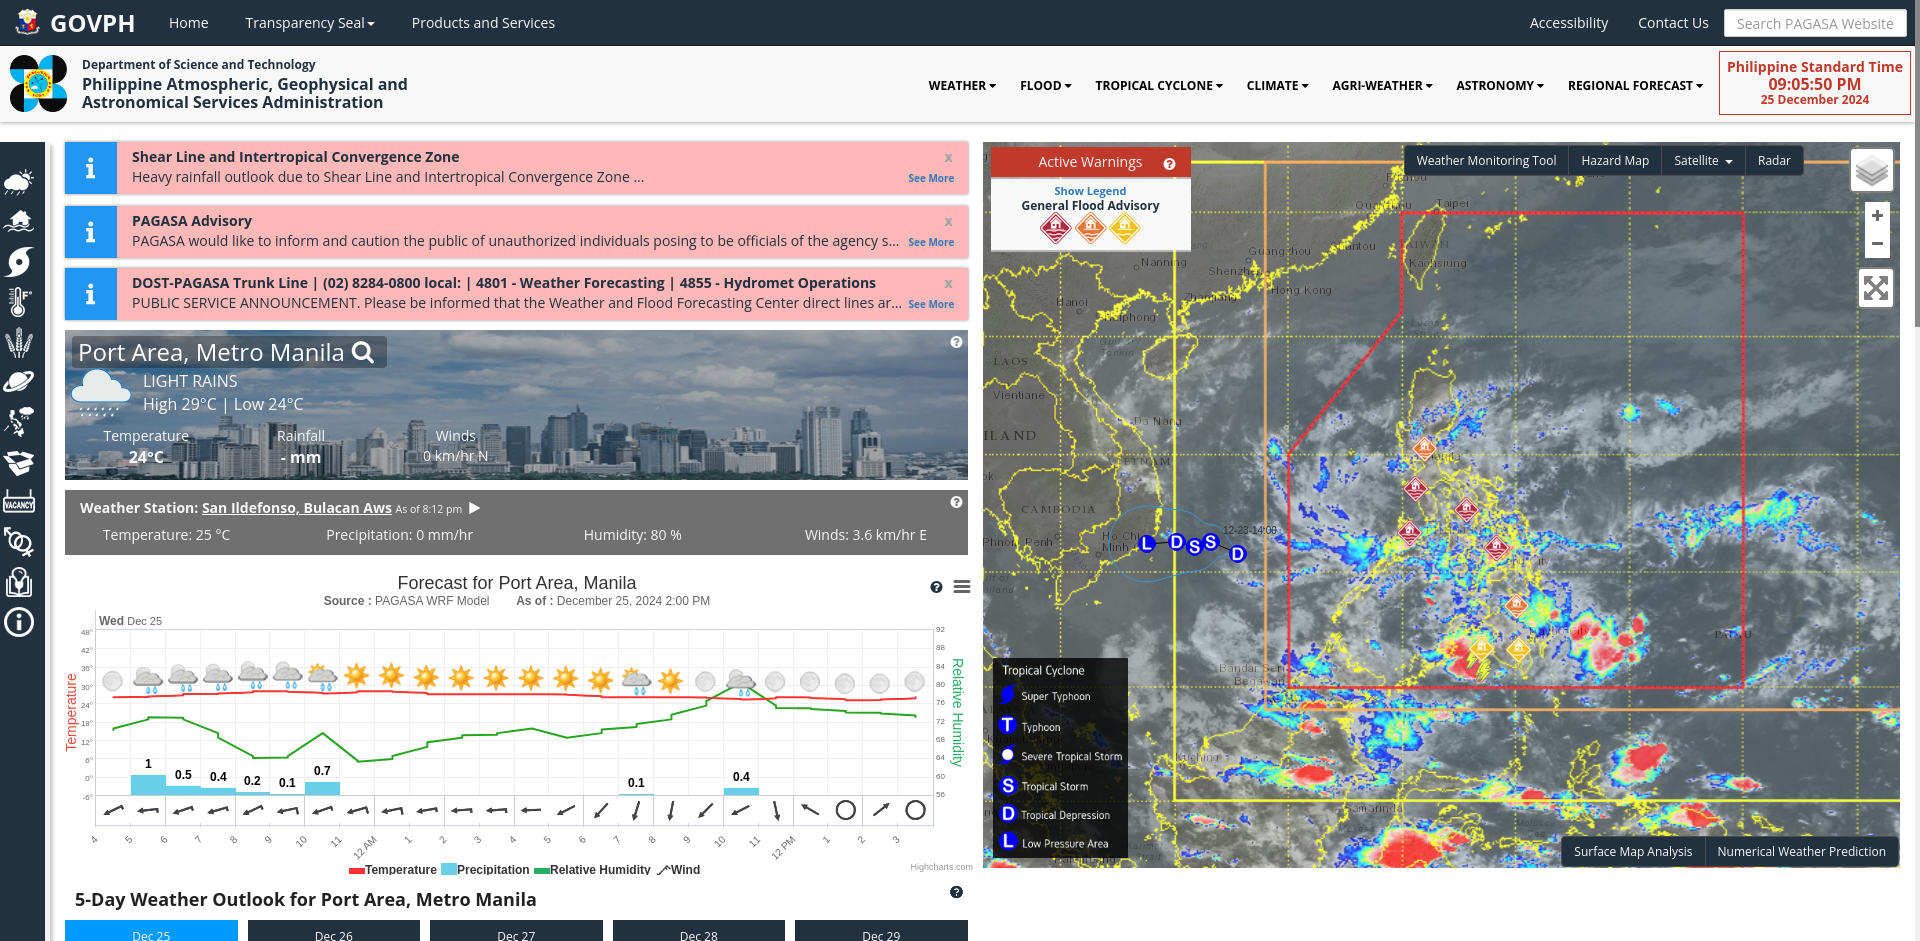 GOVPH
Home
Transparency Seal
Products and Services
Accessibility
Contact Us
Search PAGASA Website
Department of Science and Technology
Philippine Atmospheric, Geophysical and
Astronomical Services Administration
WEATHER
FLOOD
TROPICAL CYCLONE
CLIMATE
AGRI-WEATHER
ASTRONOMY
REGIONAL FORECAST
Philippine Standard Time
09:05:50 PM
25 December 2024
Shear Line and Intertropical Convergence Zone
x
Heavy rainfall outlook due to Shear Line and Intertropical Convergence Zone ...
See More
PAGASA Advisory
x
PAGASA would like to inform and caution the public of unauthorized individuals posing to be officials of the agency s...
See More
DOST-PAGASA Trunk Line | (02) 8284-0800 local: | 4801 - Weather Forecasting | 4855 - Hydromet Operations
x
PUBLIC SERVICE ANNOUNCEMENT. Please be informed that the Weather and Flood Forecasting Center direct lines ar...
See More
VACANCY
Port Area, Metro Manila
LIGHT RAINS
High 29°C | Low 24°C
Temperature
24°C
Rainfall
- mm
Winds
0 km/hr N
Weather Station: San Ildefonso, Bulacan Aws As of 8:12 pm
Temperature: 25 °C
Precipitation: 0 mm/hr
Humidity: 80 %
Winds: 3.6 km/hr E
Forecast for Port Area, Manila
Source : PAGASA WRF Model As of : December 25, 2024 2:00 PM
Wed Dec 25
Temperature
48°
42°
36°
30°
24°
18°
12°
6°
0°
-6°
92
88
84
80
76
72
68
64
60
56
Relative Humidity
1
0.5
0.4
0.2
0.1
0.7
0.1
0.4
4
5
6
7
8
9
10
11
12 AM
1
2
3
4
5
6
7
8
9
10
11
12 PM
1
2
3
Temperature
Precipitation
Relative Humidity
Wind
Highcharts.com
5-Day Weather Outlook for Port Area, Metro Manila
Dec 25
Dec 26
Dec 27
Dec 28
Dec 29
Active Warnings
Show Legend
General Flood Advisory
Weather Monitoring Tool
Hazard Map
Satellite
Radar
+
−
Taipei
Guangzhou
Nanning
Shenzhen
Kaohsiung
Hong Kong
Hanoi
Zhanjiang
Haiphong
LAOS
Vientiane
Da Nang
CAMBODIA
Ho Chi
Minh
12-23-14:00
L
D
S
S
D
Bandar Seri
Begawan
Kuching
Samarinda
Tropical Cyclone
Super Typhoon
T
Typhoon
Severe Tropical Storm
S
Tropical Storm
D
Tropical Depression
L
Low Pressure Area
Surface Map Analysis
Numerical Weather Prediction